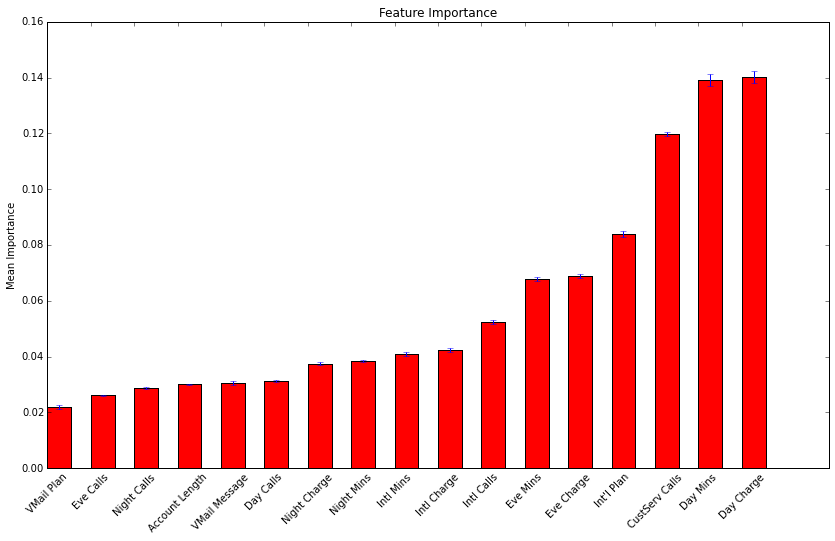 Feature Importance
0.16
0.14
0.12
0.10
0.08
0.06
0.04
0.02
0.00
Mean Importance
VMail Plan
Eve Calls
Night Calls
Account Length
VMail Message
Day Calls
Night Charge
Night Mins
Intl Mins
Intl Charge
Intl Calls
Eve Mins
Eve Charge
Int'l Plan
CustServ Calls
Day Mins
Day Charge